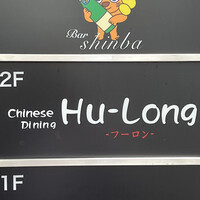 Bar
shinba
2F
Chinese
Dining
Hu-Long
-フーロン-
1F